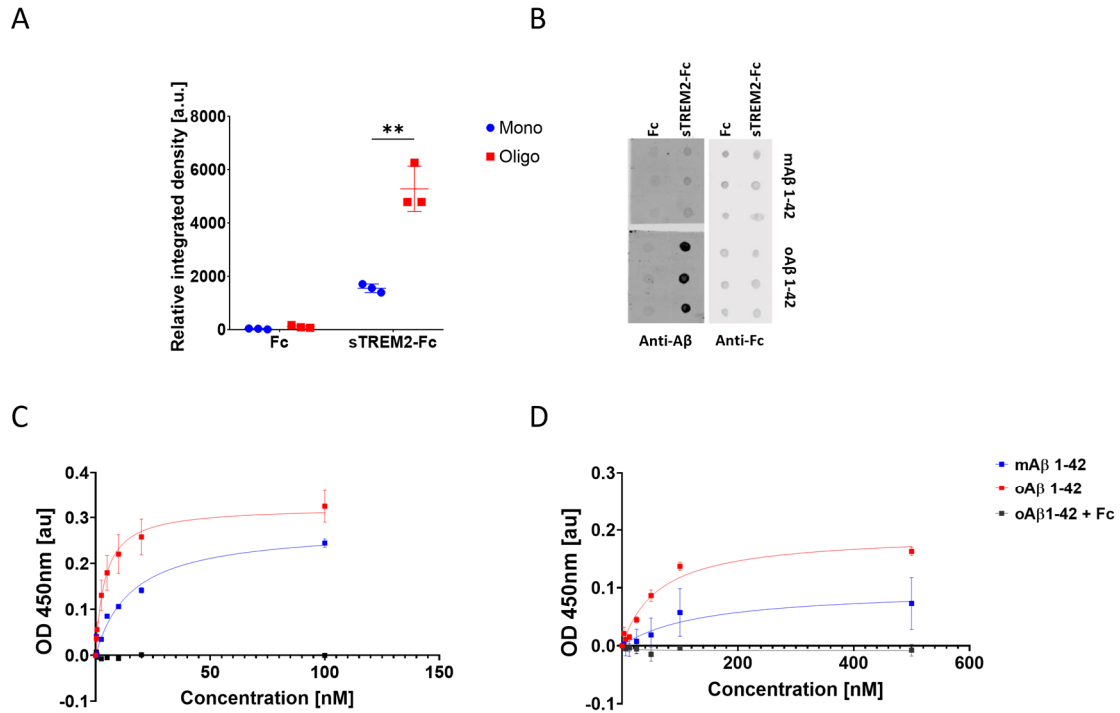 A
B
Relative integrated density [a.u.]
8000
6000
4000
2000
0
**
Mono
Oligo
Fc
sTREM2-Fc
Fc
sTREM2-Fc
Fc
sTREM2-Fc
mAβ 1-42
oAβ 1-42
Anti-Aβ
Anti-Fc
C
D
OD 450nm [au]
0.4
0.3
0.2
0.1
0.0
-0.1
50
100
150
Concentration [nM]
OD 450nm [au]
0.3
0.2
0.1
0.0
-0.1
200
400
600
Concentration [nM]
mAβ 1-42
oAβ 1-42
oAβ1-42 + Fc